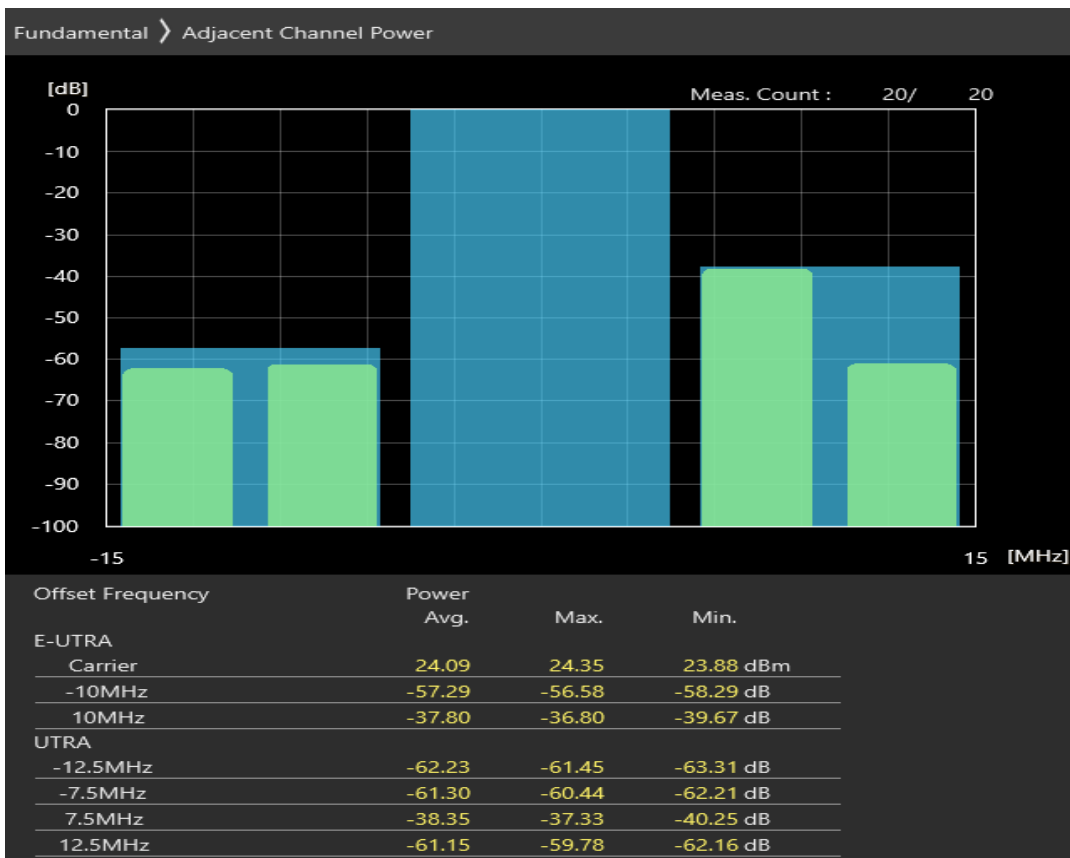 Fundamental 〉 Adjacent Channel Power
[dB]
Meas. Count : 20/ 20
0
-10
-20
-30
-40
-50
-60
-70
-80
-90
-100
-15 15 [MHz]
Offset Frequency Power
Avg. Max. Min.
E-UTRA
Carrier 24.09 24.35 23.88 dBm
-10MHz -57.29 -56.58 -58.29 dB
10MHz -37.80 -36.80 -39.67 dB
UTRA
-12.5MHz -62.23 -61.45 -63.31 dB
-7.5MHz -61.30 -60.44 -62.21 dB
7.5MHz -38.35 -37.33 -40.25 dB
12.5MHz -61.15 -59.78 -62.16 dB